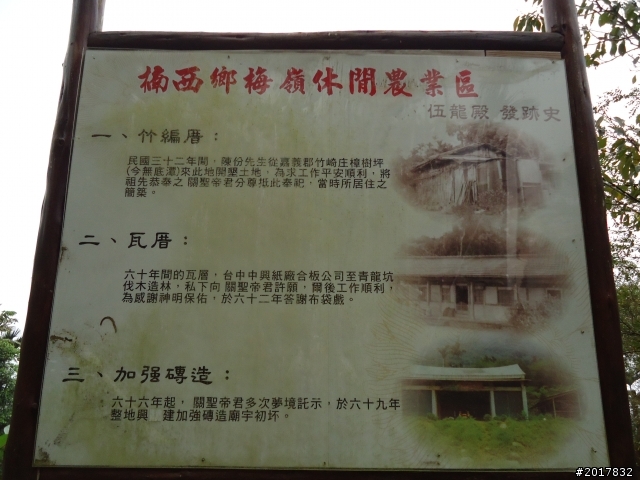 楠西鄉梅嶺休閒農業區
伍龍殿 發跡史
一、竹編厝：
民國三十二年間，陳份先生從嘉義郡竹崎庄樟樹坪
(今無底潭)來此地開墾土地，為求工作平安順利，將
祖先恭奉之 關聖帝君分尊抵此奉祀，當時所居住之
簡築。
二、瓦厝：
六十年間的瓦層，台中中興紙廠合板公司至青龍坑
伐木造林，私下向 關聖帝君許願，爾後工作順利，
為感謝神明保佑，於六十二年答謝布袋戲。
三、加强磚造：
六十六年起， 關聖帝君多次夢境託示，於六十九年
整地興 建加強磚造廟宇初坏。
#2017832